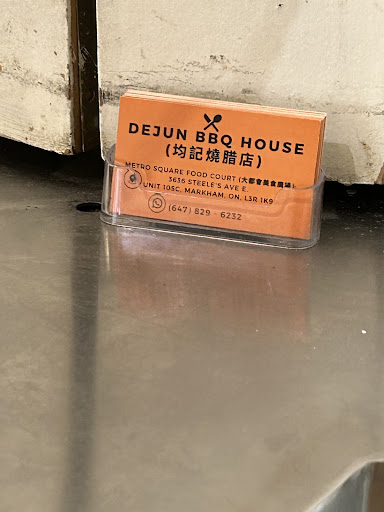 DEJUN BBQ HOUSE
(均記燒腊店)
METRO SQUARE FOOD COURT (大都會美食廣場)
3636 STEELE'S AVE E.
UNIT 105C, MARKHAM, ON, L3R 1K9
(647) 829 - 6232